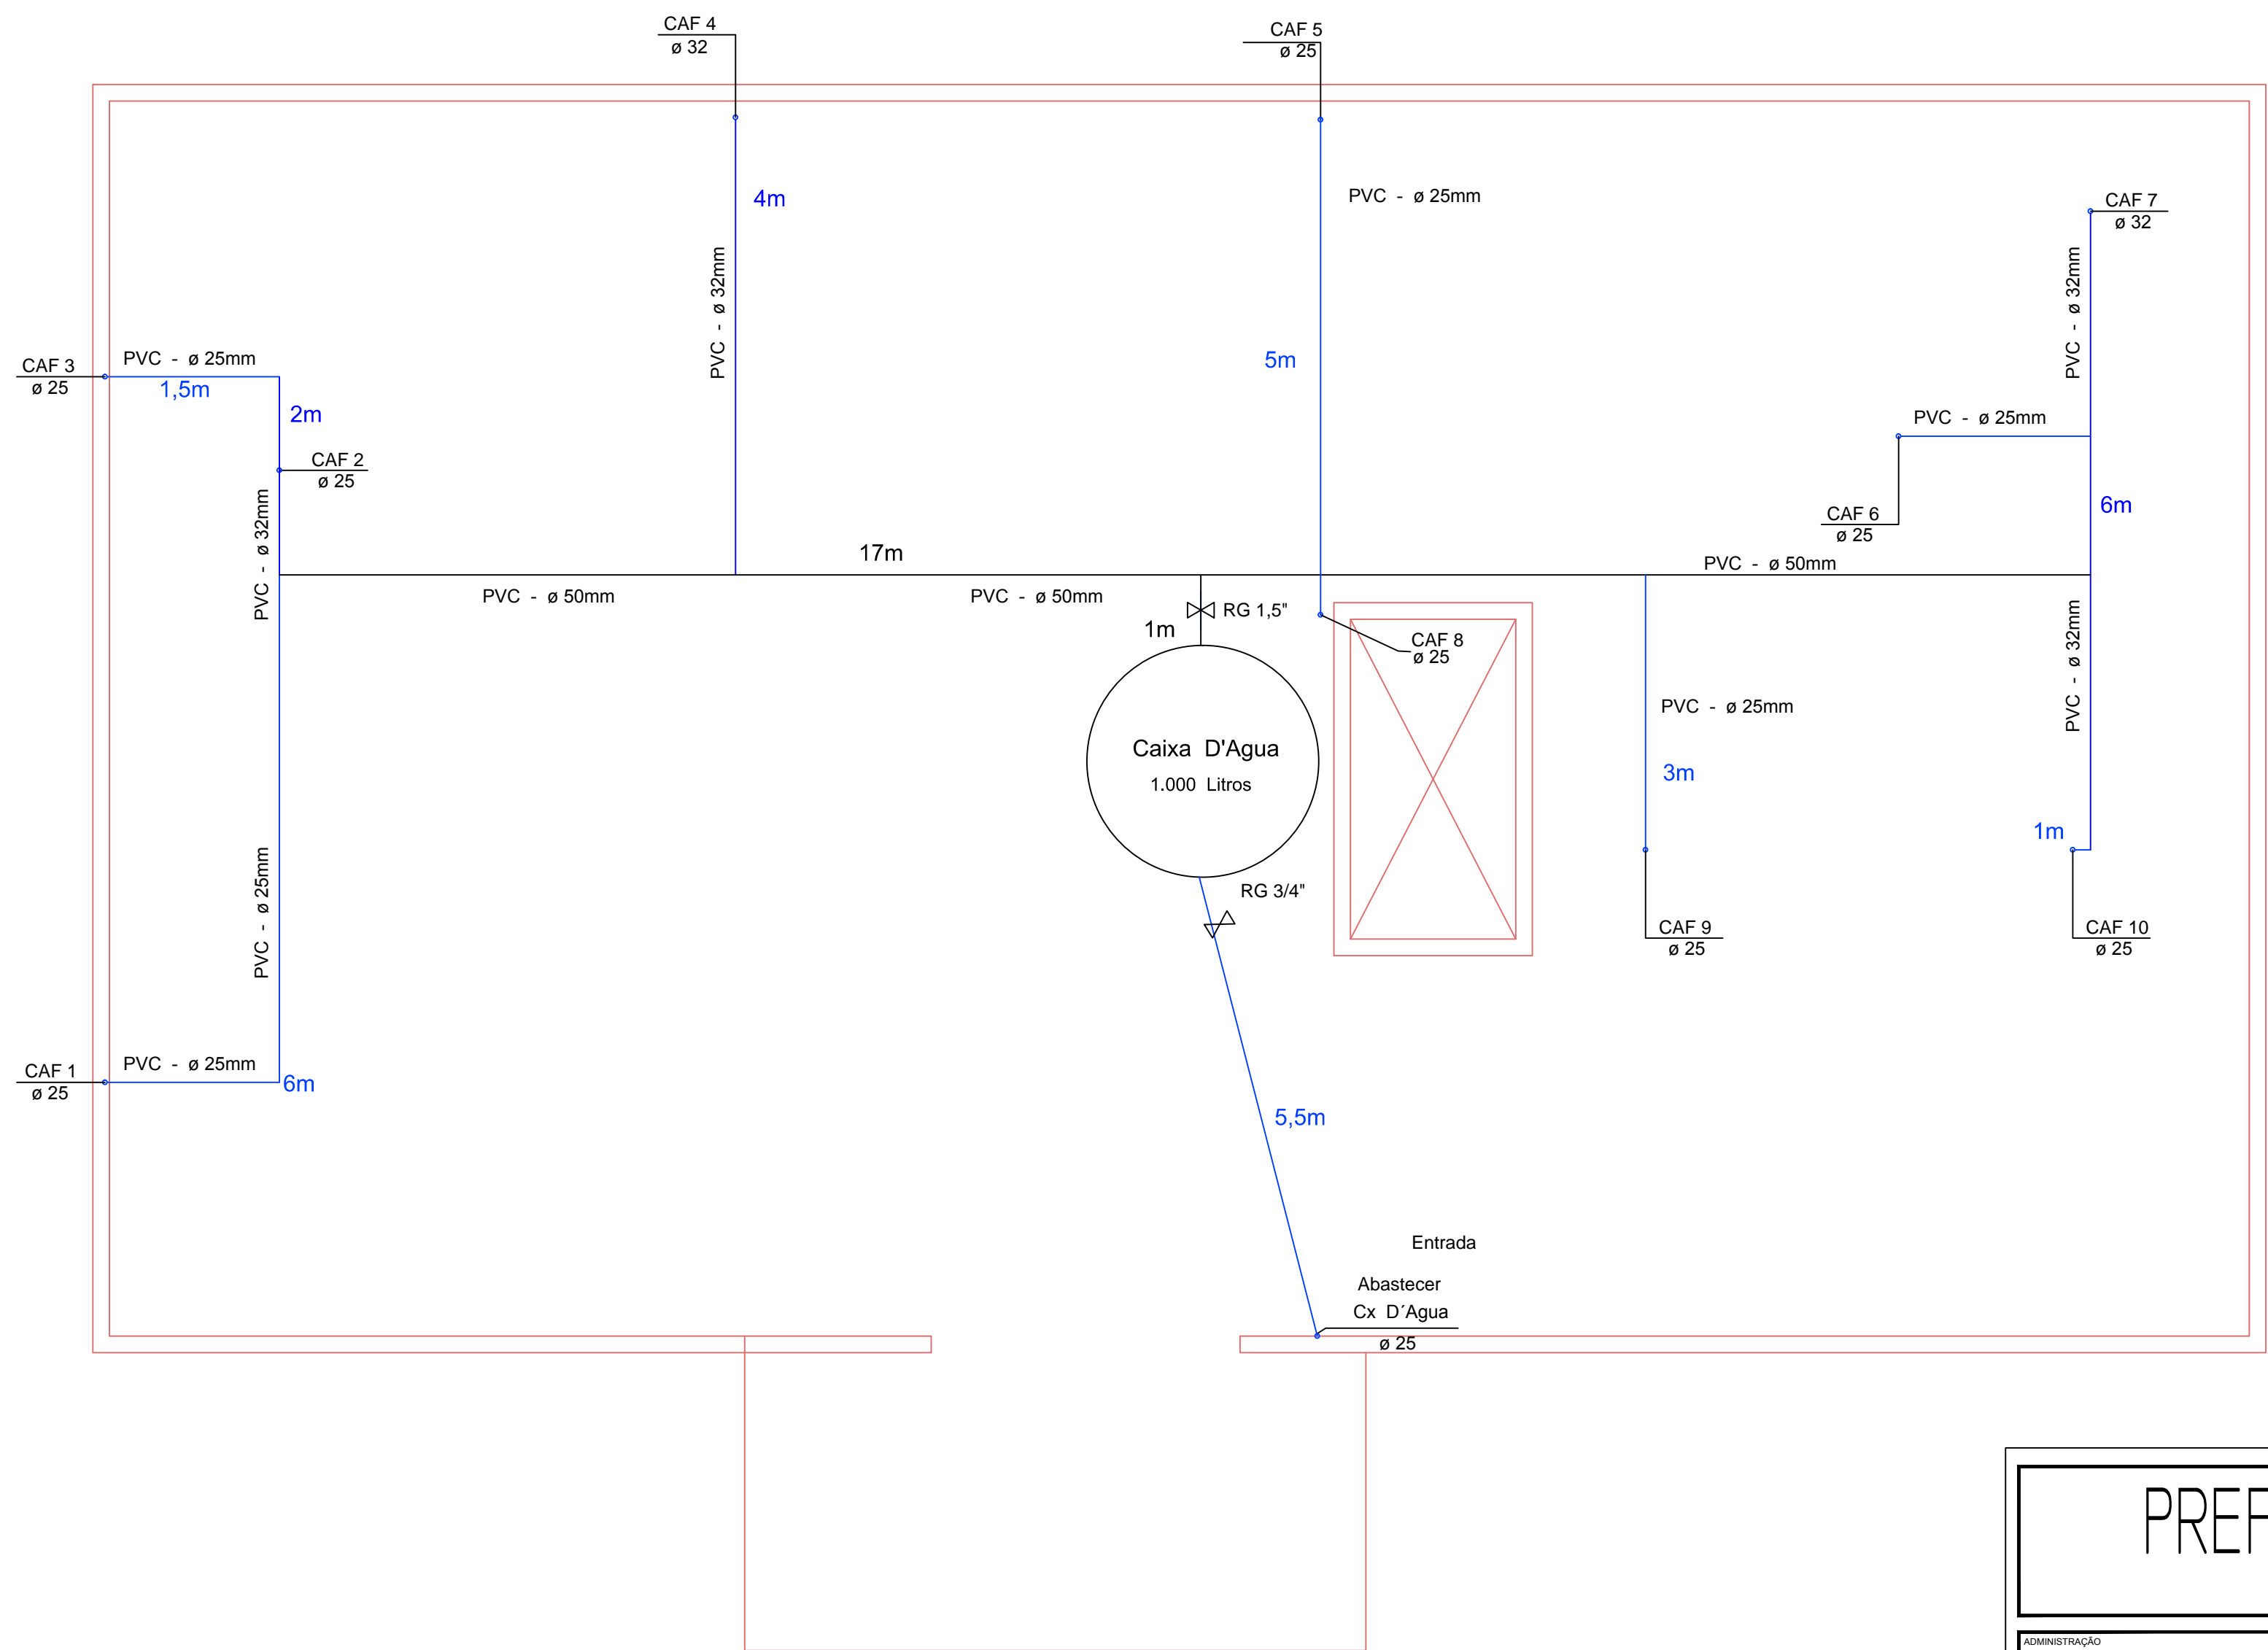 CAF 4
ø 32
CAF 5
ø 25
4m
PVC - ø 32mm
PVC - ø 25mm
5m
CAF 7
ø 32
PVC - ø 32mm
CAF 3
ø 25
PVC - ø 25mm
1,5m
2m
CAF 2
ø 25
PVC - ø 32mm
PVC - ø 25mm
CAF 6
ø 25
6m
17m
PVC - ø 50mm
PVC - ø 50mm
PVC - ø 50mm
RG 1,5"
1m
CAF 8
ø 25
PVC - ø 32mm
PVC - ø 25mm
3m
Caixa D'Agua
1.000 Litros
1m
RG 3/4"
CAF 9
ø 25
CAF 10
ø 25
PVC - ø 25mm
CAF 1
ø 25
PVC - ø 25mm
6m
5,5m
Entrada
Abastecer
Cx D´Agua
ø 25
PREF
ADMINISTRAÇÃO